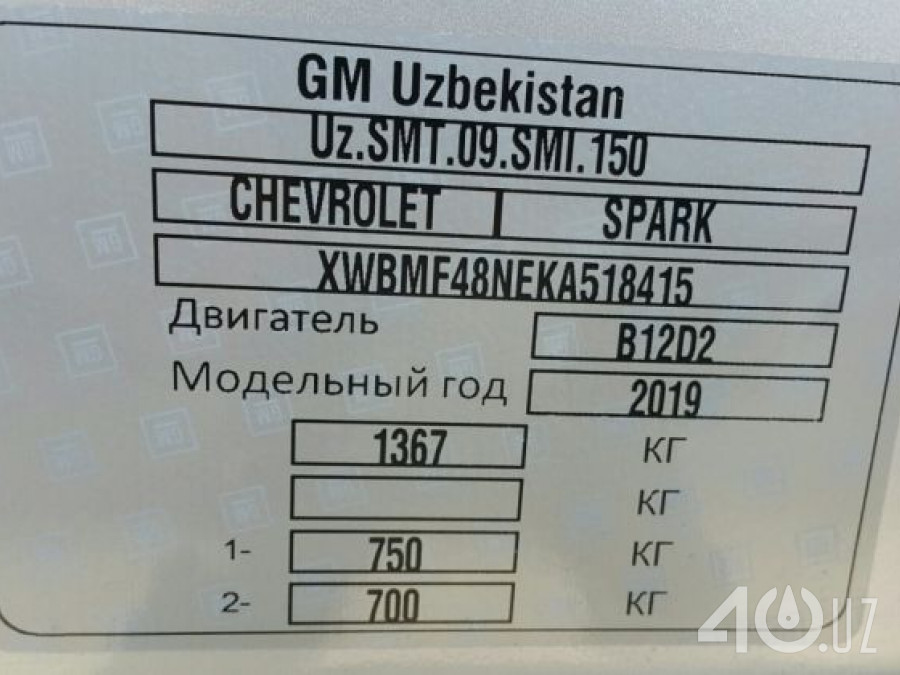 GM Uzbekistan
Uz.SMT.09.SMI.150
CHEVROLET SPARK
XWBMF48NEKA518415
Двигатель B12D2
Модельный год 2019
1367 КГ
КГ
1- 750 КГ
2- 700 КГ
40.UZ